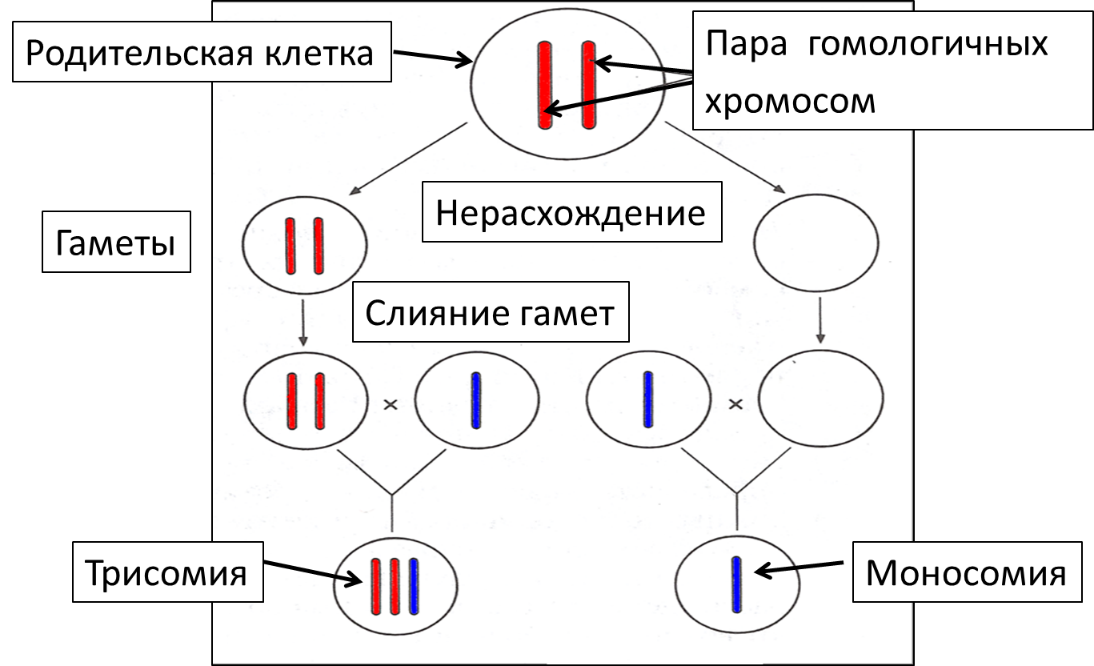 Родительская клетка
Пара гомологичных
хромосом
Нерасхождение
Гаметы
Слияние гамет
×
×
Трисомия
Моносомия